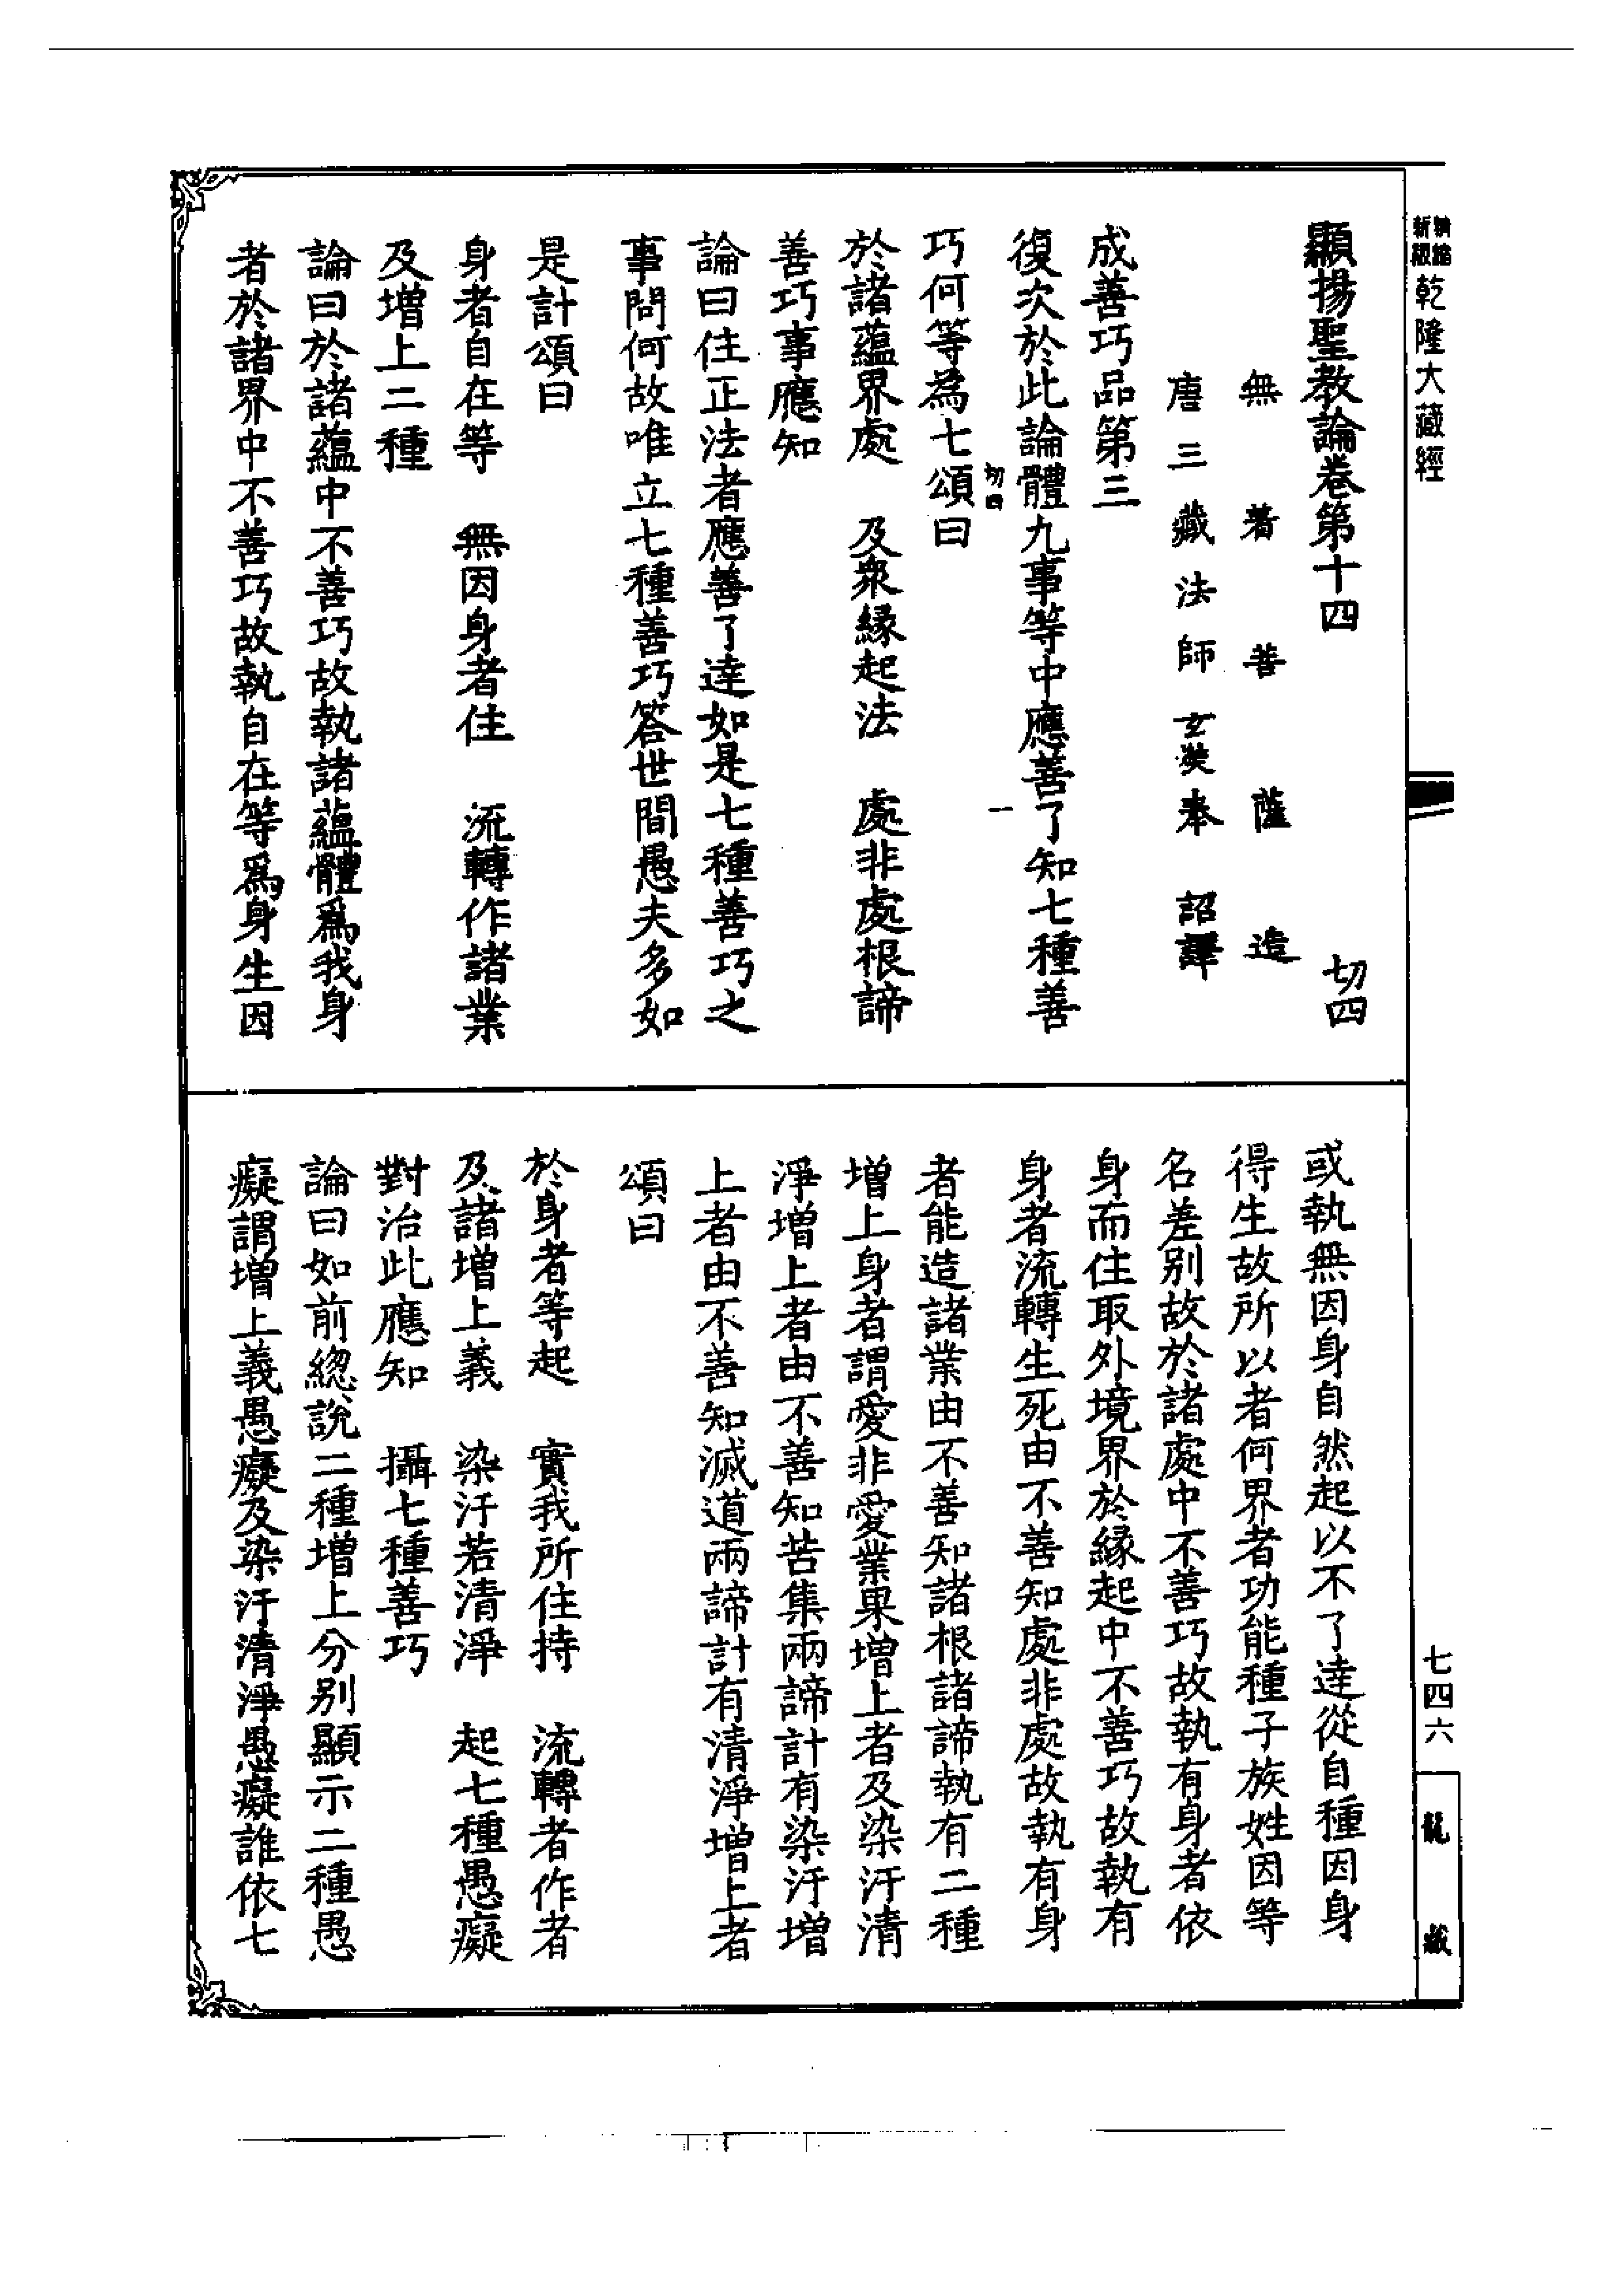 新編縮乾隆大藏經
顯揚聖教論卷第十四　切四
無著菩薩造
唐三藏法師玄奘奉　詔譯
成善巧品第三
復次於此論體九事等中應善了知七種善
切四　一
巧何等為七頌曰
於諸蘊界處　及衆縁起法　處非處根諦
善巧事應知
論曰住正法者應善了達如是七種善巧之
事問何故唯立七種善巧答世間愚夫多如
是計頌曰
身者自在等　無因身者住　流轉作諸業
及增上二種
論曰於諸蘊中不善巧故執諸蘊體爲我身
者於諸界中不善巧故執自在等爲身生因
或執無因身自然起以不了達從自種因身
得生故所以者何界者功能種子族姓因等
名差别故於諸處中不善巧故執有身者依
身而住取外境界於縁起中不善巧故執有
身者流轉生死由不善知處非處故執有身
者能造諸業由不善知諸根諸諦執有二種
增上身者謂愛非愛業果增上者及染汙清
淨增上者由不善知苦集兩諦計有染汙增
上者由不善知滅道兩諦計有清淨增上者
頌曰
於身者等起　實我所住持　流轉者作者
及諸增上義　染汙若清淨　起七種愚癡
對治此應知　攝七種善巧
論曰如前緫說二種增上分别顯示二種愚
癡謂增上義愚癡及染汙清淨愚癡誰依七
七四六
龍藏